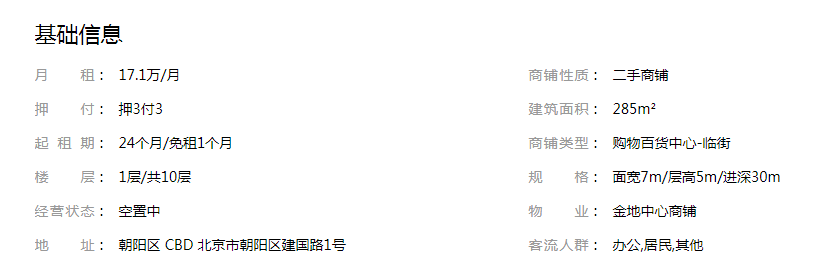 基础信息
月租： 17.1万/月 商铺性质： 二手商铺
押付： 押3付3 建筑面积： 285m²
起租期： 24个月/免租1个月 商铺类型： 购物百货中心-临街
楼层： 1层/共10层 规格： 面宽7m/层高5m/进深30m
经营状态： 空置中 物业： 金地中心商铺
地址： 朝阳区 CBD 北京市朝阳区建国路1号 客流人群： 办公,居民,其他